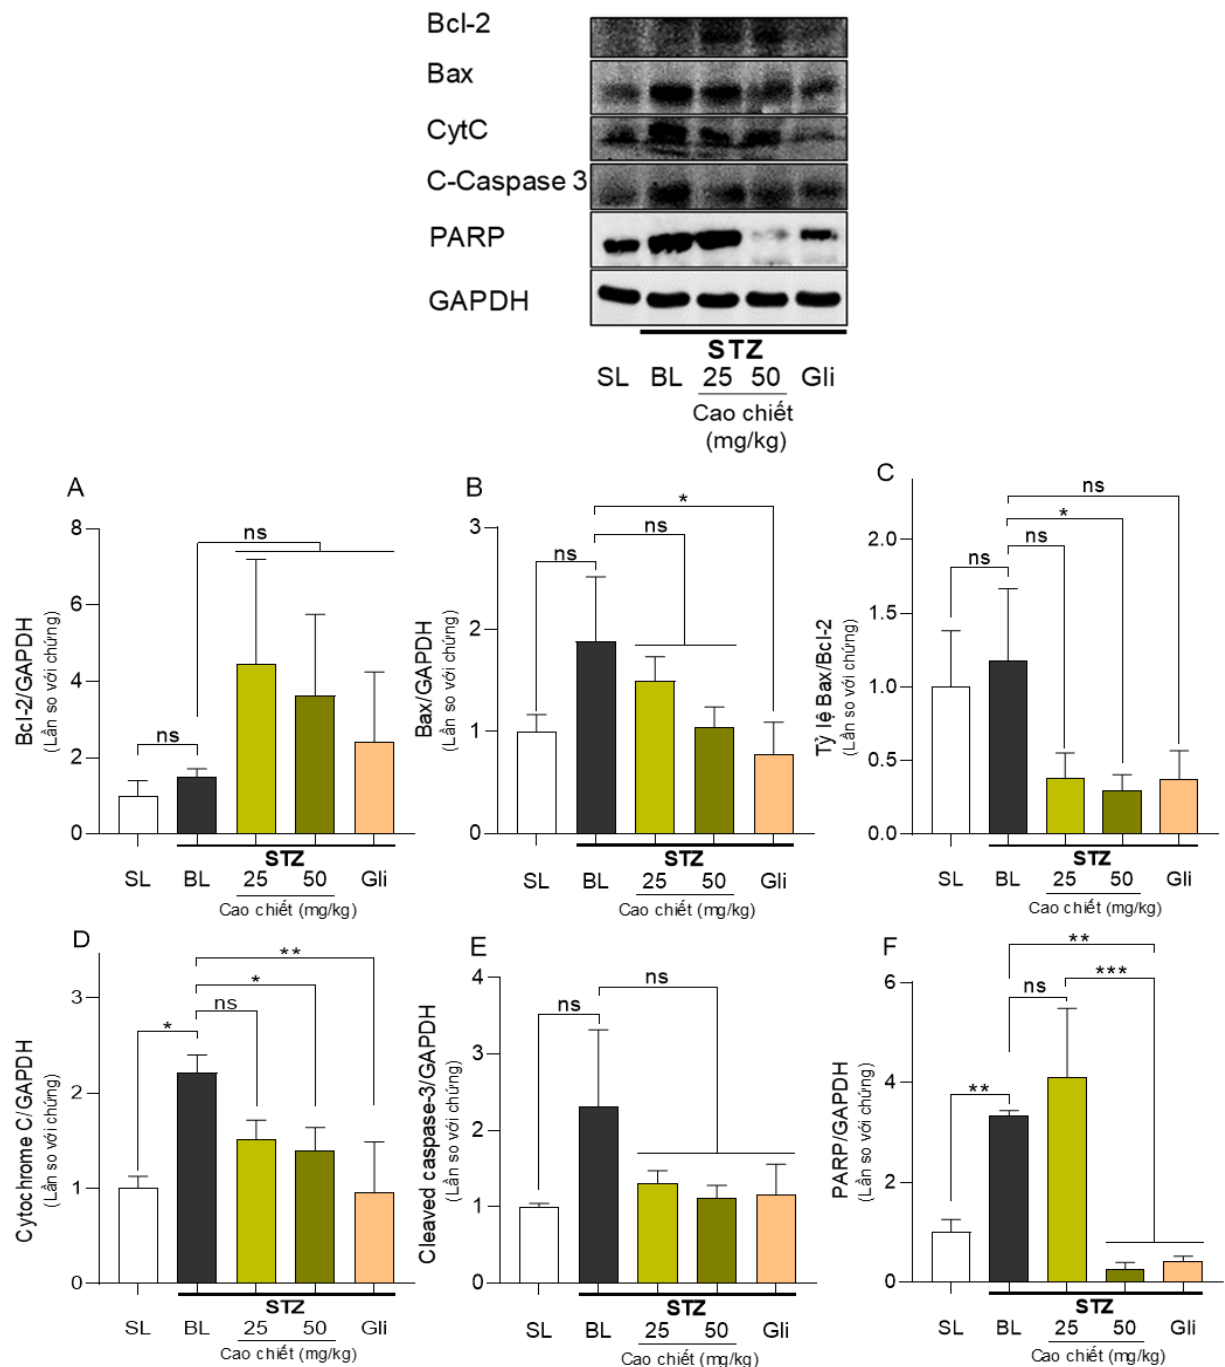 Bcl-2
Bax
CytC
C-Caspase 3
PARP
GAPDH
STZ
SL BL 25 50 Gli
Cao chiết
(mg/kg)
A
Bcl-2/GAPDH
(Lần so với chứng)
8
6
4
2
0
ns
ns
STZ
SL BL 25 50 Gli
Cao chiết (mg/kg)
B
Bax/GAPDH
(Lần so với chứng)
3
2
1
0
*
ns
ns
STZ
SL BL 25 50 Gli
Cao chiết (mg/kg)
C
Tỷ lệ Bax/Bcl-2
(Lần so với chứng)
2.0
1.5
1.0
0.5
0.0
ns
*
ns
ns
STZ
SL BL 25 50 Gli
Cao chiết (mg/kg)
D
Cytochrome C/GAPDH
(Lần so với chứng)
3
2
1
0
**
*
ns
*
STZ
SL BL 25 50 Gli
Cao chiết (mg/kg)
E
Cleaved caspase-3/GAPDH
(Lần so với chứng)
4
3
2
1
0
ns
ns
STZ
SL BL 25 50 Gli
Cao chiết (mg/kg)
F
PARP/GAPDH
(Lần so với chứng)
6
4
2
0
**
***
ns
**
STZ
SL BL 25 50 Gli
Cao chiết (mg/kg)